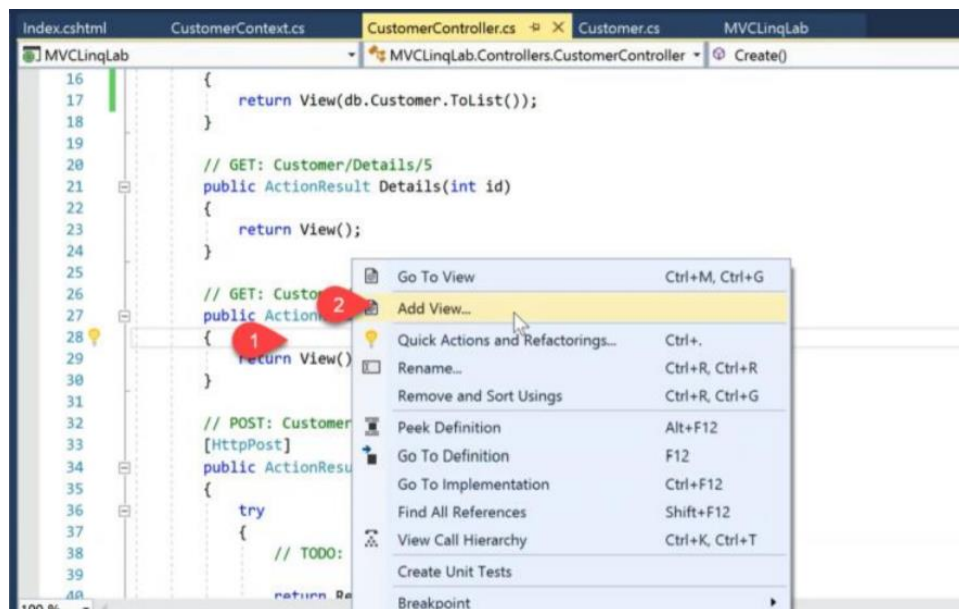 Index.cshtml CustomerContext.cs CustomerController.cs Customer.cs MVCLinqLab
MVCLinqLab MVCLinqLab.Controllers.CustomerController Create()
16 {
17 return View(db.Customer.ToList());
18 }
19
20 // GET: Customer/Details/5
21 public ActionResult Details(int id)
22 {
23 return View();
24 }
25
26 // GET: Custo
27 public Action
28 {
29 return View()
30 }
31
32 // POST: Customer
33 [HttpPost]
34 public ActionResu
35 {
36 try
37 {
38 // TODO:
39
40 return Re
1
2
Go To View Ctrl+M, Ctrl+G
Add View...
Quick Actions and Refactorings... Ctrl+.
Rename... Ctrl+R, Ctrl+R
Remove and Sort Usings Ctrl+R, Ctrl+G
Peek Definition Alt+F12
Go To Definition F12
Go To Implementation Ctrl+F12
Find All References Shift+F12
View Call Hierarchy Ctrl+K, Ctrl+T
Create Unit Tests
Breakpoint
100 %